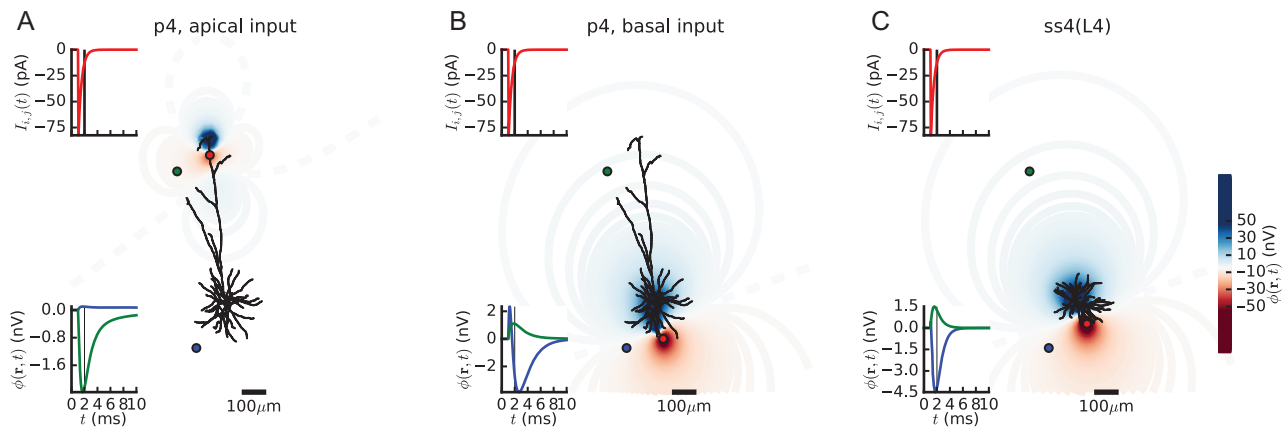 A p4, apical input
0
−25
−50
−75
I_{i,j}(t) (pA)
0.0
−0.8
−1.6
ϕ(r, t) (nV)
0 2 4 6 8 10
t (ms)
100μm
B p4, basal input
0
−25
−50
−75
I_{i,j}(t) (pA)
2
0
−2
ϕ(r, t) (nV)
0 2 4 6 8 10
t (ms)
100μm
C ss4(L4)
0
−25
−50
−75
I_{i,j}(t) (pA)
1.5
0.0
−1.5
−3.0
−4.5
ϕ(r, t) (nV)
0 2 4 6 8 10
t (ms)
100μm
50
30
10
−10
−30
−50
ϕ(r, t) (nV)